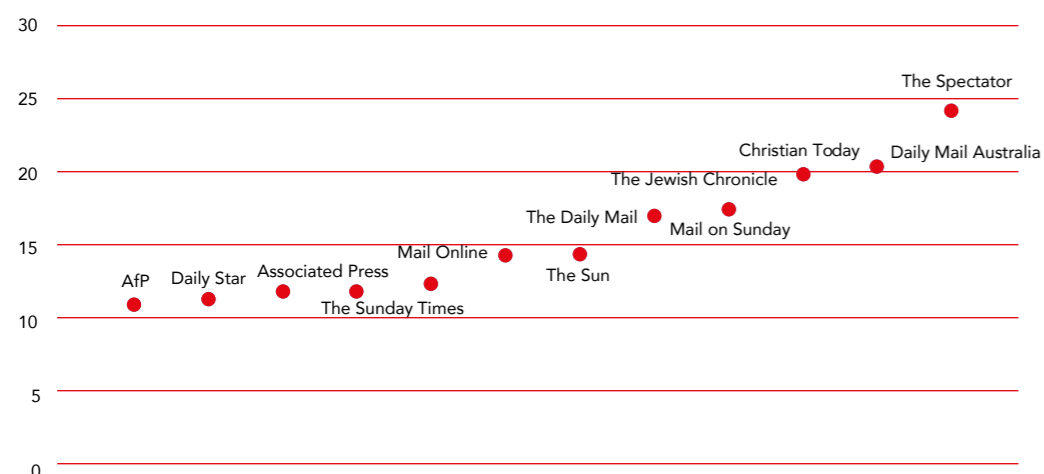 30
The Spectator
25
Christian Today
Daily Mail Australia
20
The Jewish Chronicle
The Daily Mail
Mail on Sunday
15
Mail Online
The Sun
Associated Press
Daily Star
AfP
The Sunday Times
10
5
0